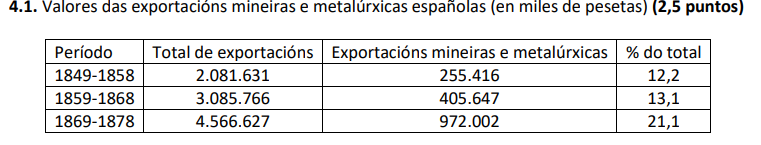 4.1. Valores das exportacións mineiras e metalúrxicas españolas (en miles de pesetas) (2,5 puntos)
Período Total de exportacións Exportacións mineiras e metalúrxicas % do total
1849-1858 2.081.631 255.416 12,2
1859-1868 3.085.766 405.647 13,1
1869-1878 4.566.627 972.002 21,1